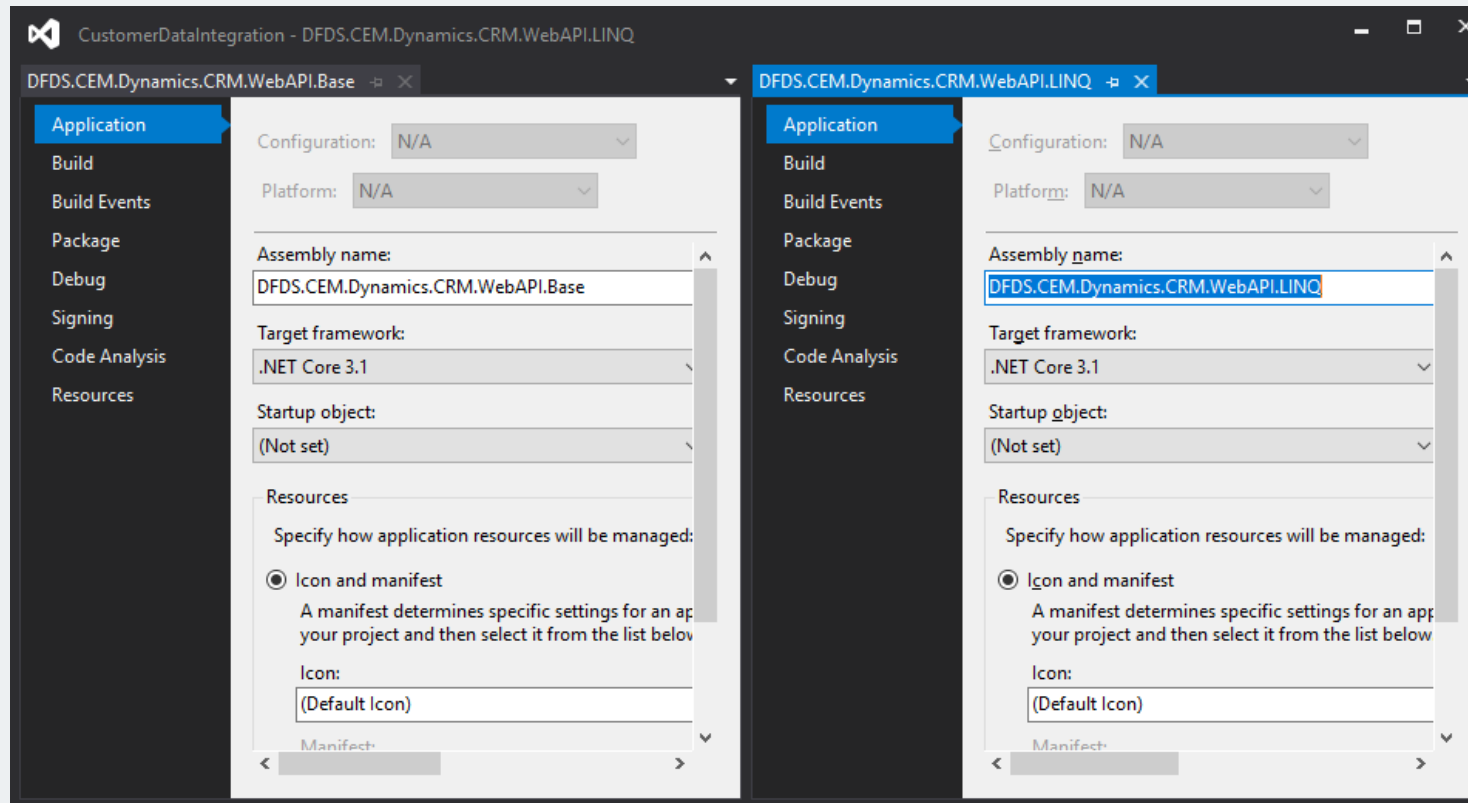 CustomerDataIntegration - DFDS.CEM.Dynamics.CRM.WebAPI.LINQ
DFDS.CEM.Dynamics.CRM.WebAPI.Base
Application
Build
Build Events
Package
Debug
Signing
Code Analysis
Resources
Configuration: N/A
Platform: N/A
Assembly name:
DFDS.CEM.Dynamics.CRM.WebAPI.Base
Target framework:
.NET Core 3.1
Startup object:
(Not set)
Resources
Specify how application resources will be managed:
Icon and manifest
A manifest determines specific settings for an ap
your project and then select it from the list below
Icon:
(Default Icon)
Manifest:
DFDS.CEM.Dynamics.CRM.WebAPI.LINQ
Application
Build
Build Events
Package
Debug
Signing
Code Analysis
Resources
Configuration: N/A
Platform: N/A
Assembly name:
DFDS.CEM.Dynamics.CRM.WebAPI.LINQ
Target framework:
.NET Core 3.1
Startup object:
(Not set)
Resources
Specify how application resources will be managed:
Icon and manifest
A manifest determines specific settings for an app
your project and then select it from the list below
Icon:
(Default Icon)
Manifest: